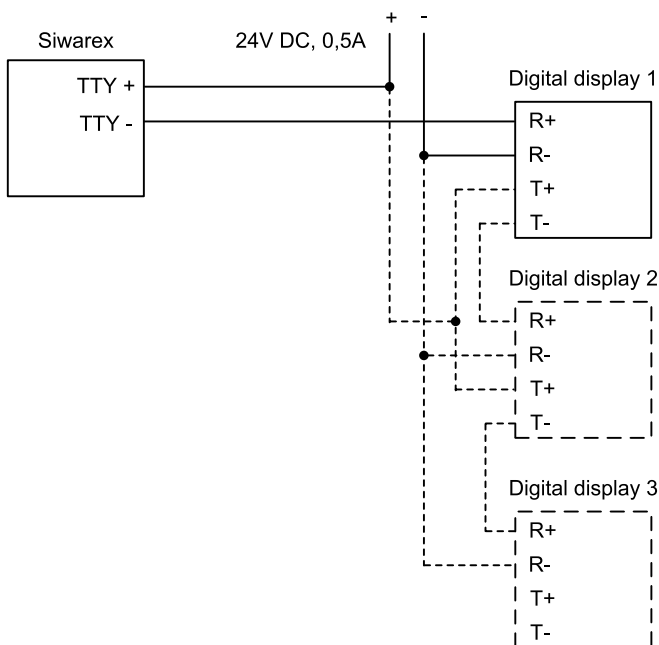 + -
Siwarex
24V DC, 0,5A
TTY +
TTY -
Digital display 1
R+
R-
T+
T-
Digital display 2
R+
R-
T+
T-
Digital display 3
R+
R-
T+
T-